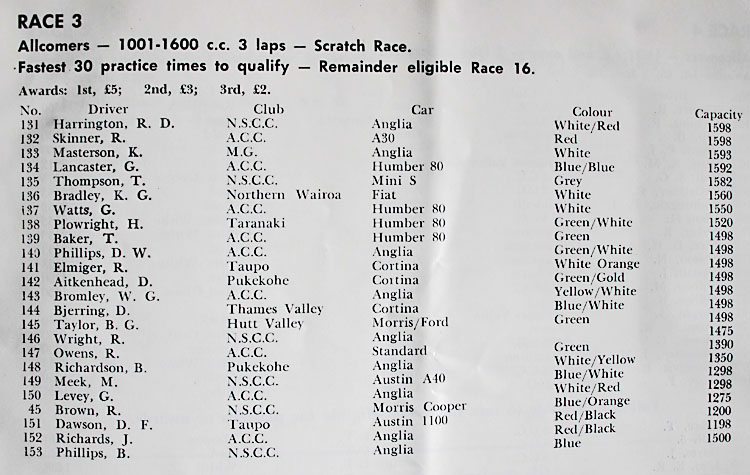 RACE 3
Allcomers — 1001-1600 c.c. 3 laps — Scratch Race.
Fastest 30 practice times to qualify — Remainder eligible Race 16.
Awards: 1st, £5; 2nd, £3; 3rd, £2.
No. Driver Club Car Colour Capacity
131 Harrington, R. D. N.S.C.C. Anglia White/Red 1598
132 Skinner, R. A.C.C. A30 Red 1598
133 Masterson, K. M.G. Anglia White 1593
134 Lancaster, G. A.C.C. Humber 80 Blue/Blue 1592
135 Thompson, T. N.S.C.C. Mini S Grey 1582
136 Bradley, K. G. Northern Wairoa Fiat White 1560
137 Watts, G. A.C.C. Humber 80 White 1550
138 Plowright, H. Taranaki Humber 80 Green/White 1520
139 Baker, T. A.C.C. Humber 80 Green 1498
140 Phillips, D. W. A.C.C. Anglia Green/White 1498
141 Elmiger, R. Taupo Cortina White Orange 1498
142 Aitkenhead, D. Pukekohe Cortina Green/Gold 1498
143 Bromley, W. G. A.C.C. Anglia Yellow/White 1498
144 Bjerring, D. Thames Valley Cortina Blue/White 1498
145 Taylor, B. G. Hutt Valley Morris/Ford Green 1498
146 Wright, R. N.S.C.C. Anglia 1475
147 Owens, R. A.C.C. Standard Green 1390
148 Richardson, B. Pukekohe Anglia White/Yellow 1350
149 Meek, M. N.S.C.C. Austin A40 Blue/White 1298
150 Levey, G. A.C.C. Anglia White/Red 1298
45 Brown, R. N.S.C.C. Morris Cooper Blue/Orange 1275
151 Dawson, D. F. Taupo Austin 1100 Red/Black 1200
152 Richards, J. A.C.C. Anglia Red/Black 1198
153 Phillips, B. N.S.C.C. Anglia Blue 1500